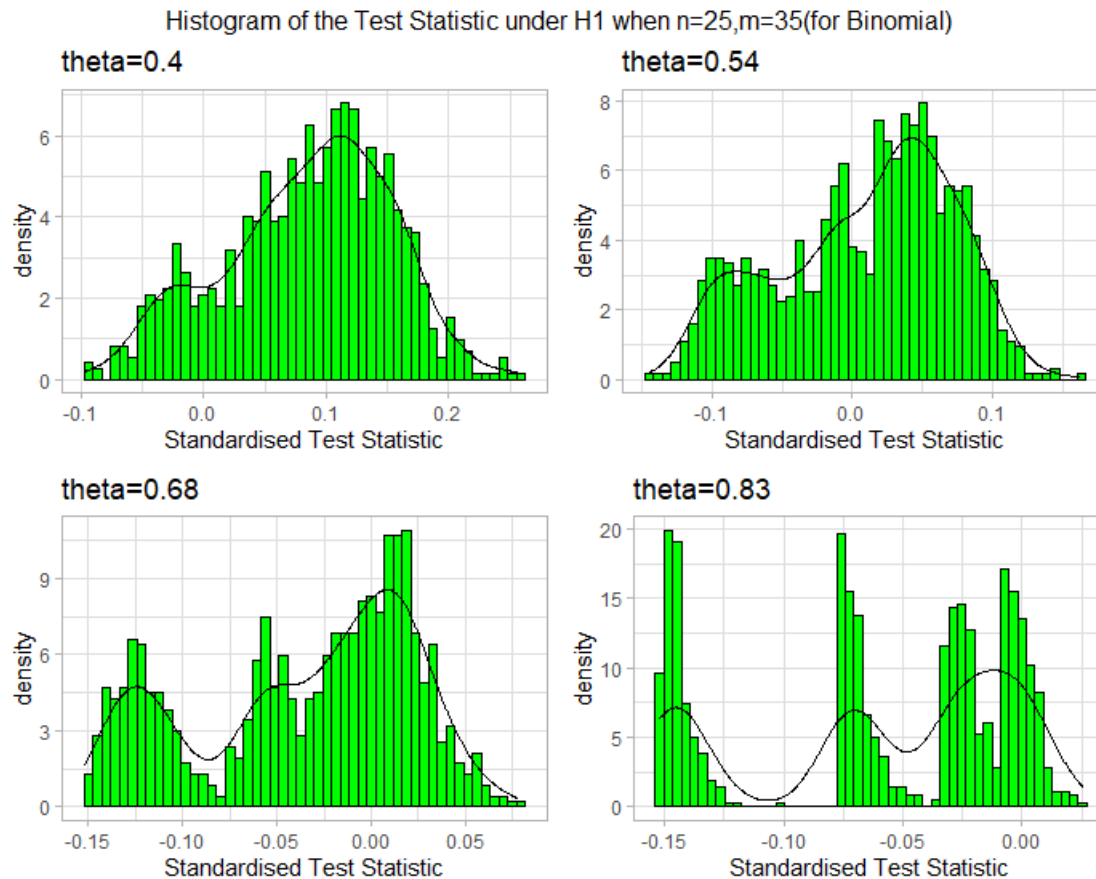 Histogram of the Test Statistic under H1 when n=25,m=35(for Binomial)
theta=0.4
density
6
4
2
0
-0.1 0.0 0.1 0.2
Standardised Test Statistic
theta=0.54
density
8
6
4
2
0
-0.1 0.0 0.1
Standardised Test Statistic
theta=0.68
density
9
6
3
0
-0.15 -0.10 -0.05 0.00 0.05
Standardised Test Statistic
theta=0.83
density
20
15
10
5
0
-0.15 -0.10 -0.05 0.00
Standardised Test Statistic